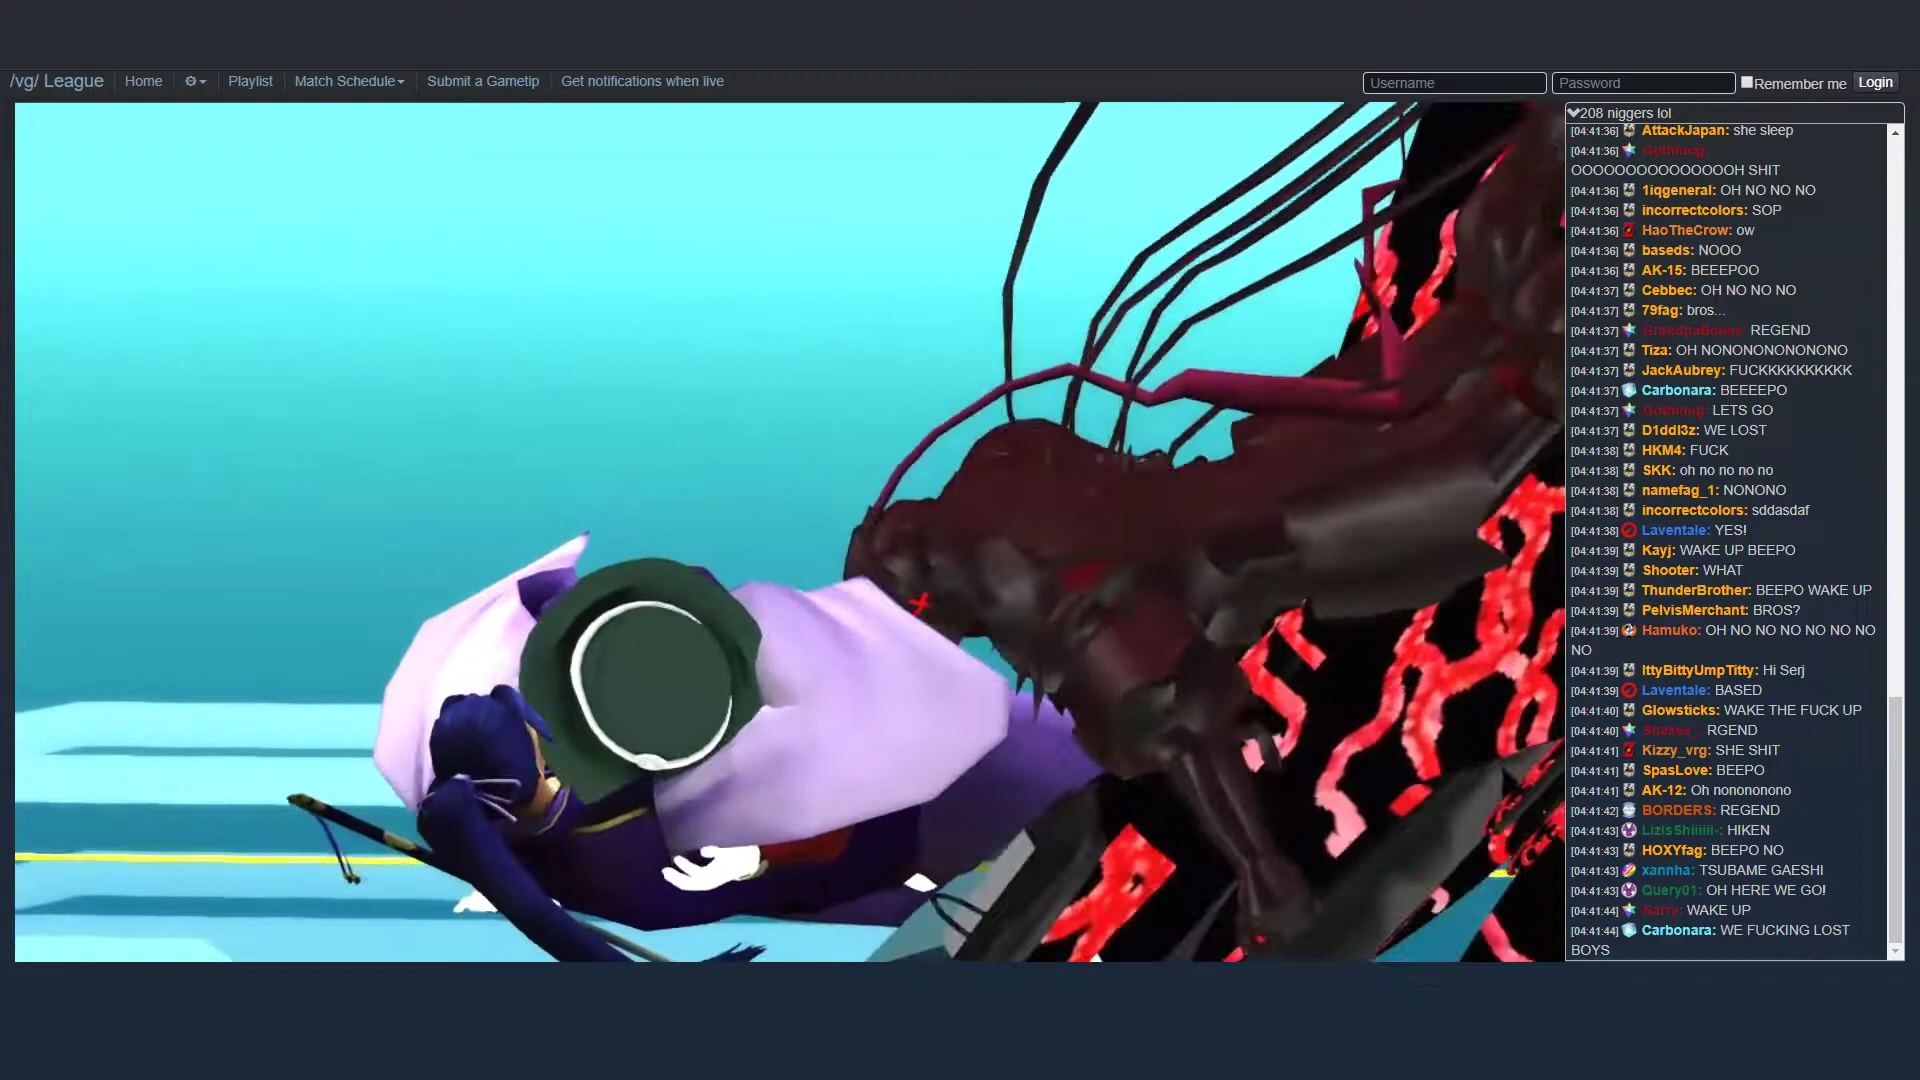 /vg/ League Home Playlist Match Schedule Submit a Gametip Get notifications when live Username Password Remember me Login
208 niggers lol
[04:41:36] AttackJapan: she sleep
[04:41:36] Gothmog:
OOOOOOOOOOOOOOOH SHIT
[04:41:36] 1iqgeneral: OH NO NO NO
[04:41:36] incorrectcolors: SOP
[04:41:36] HaoTheCrow: ow
[04:41:36] baseds: NOOO
[04:41:36] AK-15: BEEEPOO
[04:41:37] Cebbec: OH NO NO NO
[04:41:37] 79fag: bros...
[04:41:37] GrandpaBones: REGEND
[04:41:37] Tiza: OH NONONONONONONO
[04:41:37] JackAubrey: FUCKKKKKKKKKK
[04:41:37] Carbonara: BEEEEPO
[04:41:37] Gothmog: LETS GO
[04:41:37] D1ddl3z: WE LOST
[04:41:38] HKM4: FUCK
[04:41:38] SKK: oh no no no no
[04:41:38] namefag_1: NONONO
[04:41:38] incorrectcolors: sddasdaf
[04:41:38] Laventale: YES!
[04:41:39] Kayj: WAKE UP BEEPO
[04:41:39] Shooter: WHAT
[04:41:39] ThunderBrother: BEEPO WAKE UP
[04:41:39] PelvisMerchant: BROS?
[04:41:39] Hamuko: OH NO NO NO NO NO NO
NO
[04:41:39] IttyBittyUmpTitty: Hi Serj
[04:41:39] Laventale: BASED
[04:41:40] Glowsticks: WAKE THE FUCK UP
[04:41:40] Shakes_: RGEND
[04:41:41] Kizzy_vrg: SHE SHIT
[04:41:41] SpasLove: BEEPO
[04:41:41] AK-12: Oh nonononono
[04:41:42] BORDERS: REGEND
[04:41:43] LizisShiiiiii-: HIKEN
[04:41:43] HOXYfag: BEEPO NO
[04:41:43] xannha: TSUBAME GAESHI
[04:41:43] Query01: OH HERE WE GO!
[04:41:44] Narry: WAKE UP
[04:41:44] Carbonara: WE FUCKING LOST
BOYS